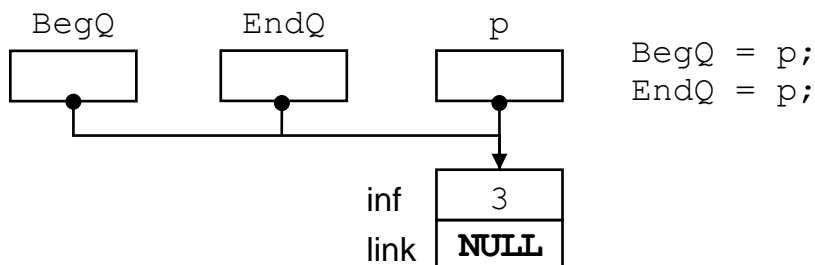 BegQ EndQ p
BegQ = p;
EndQ = p;
inf 3
link NULL